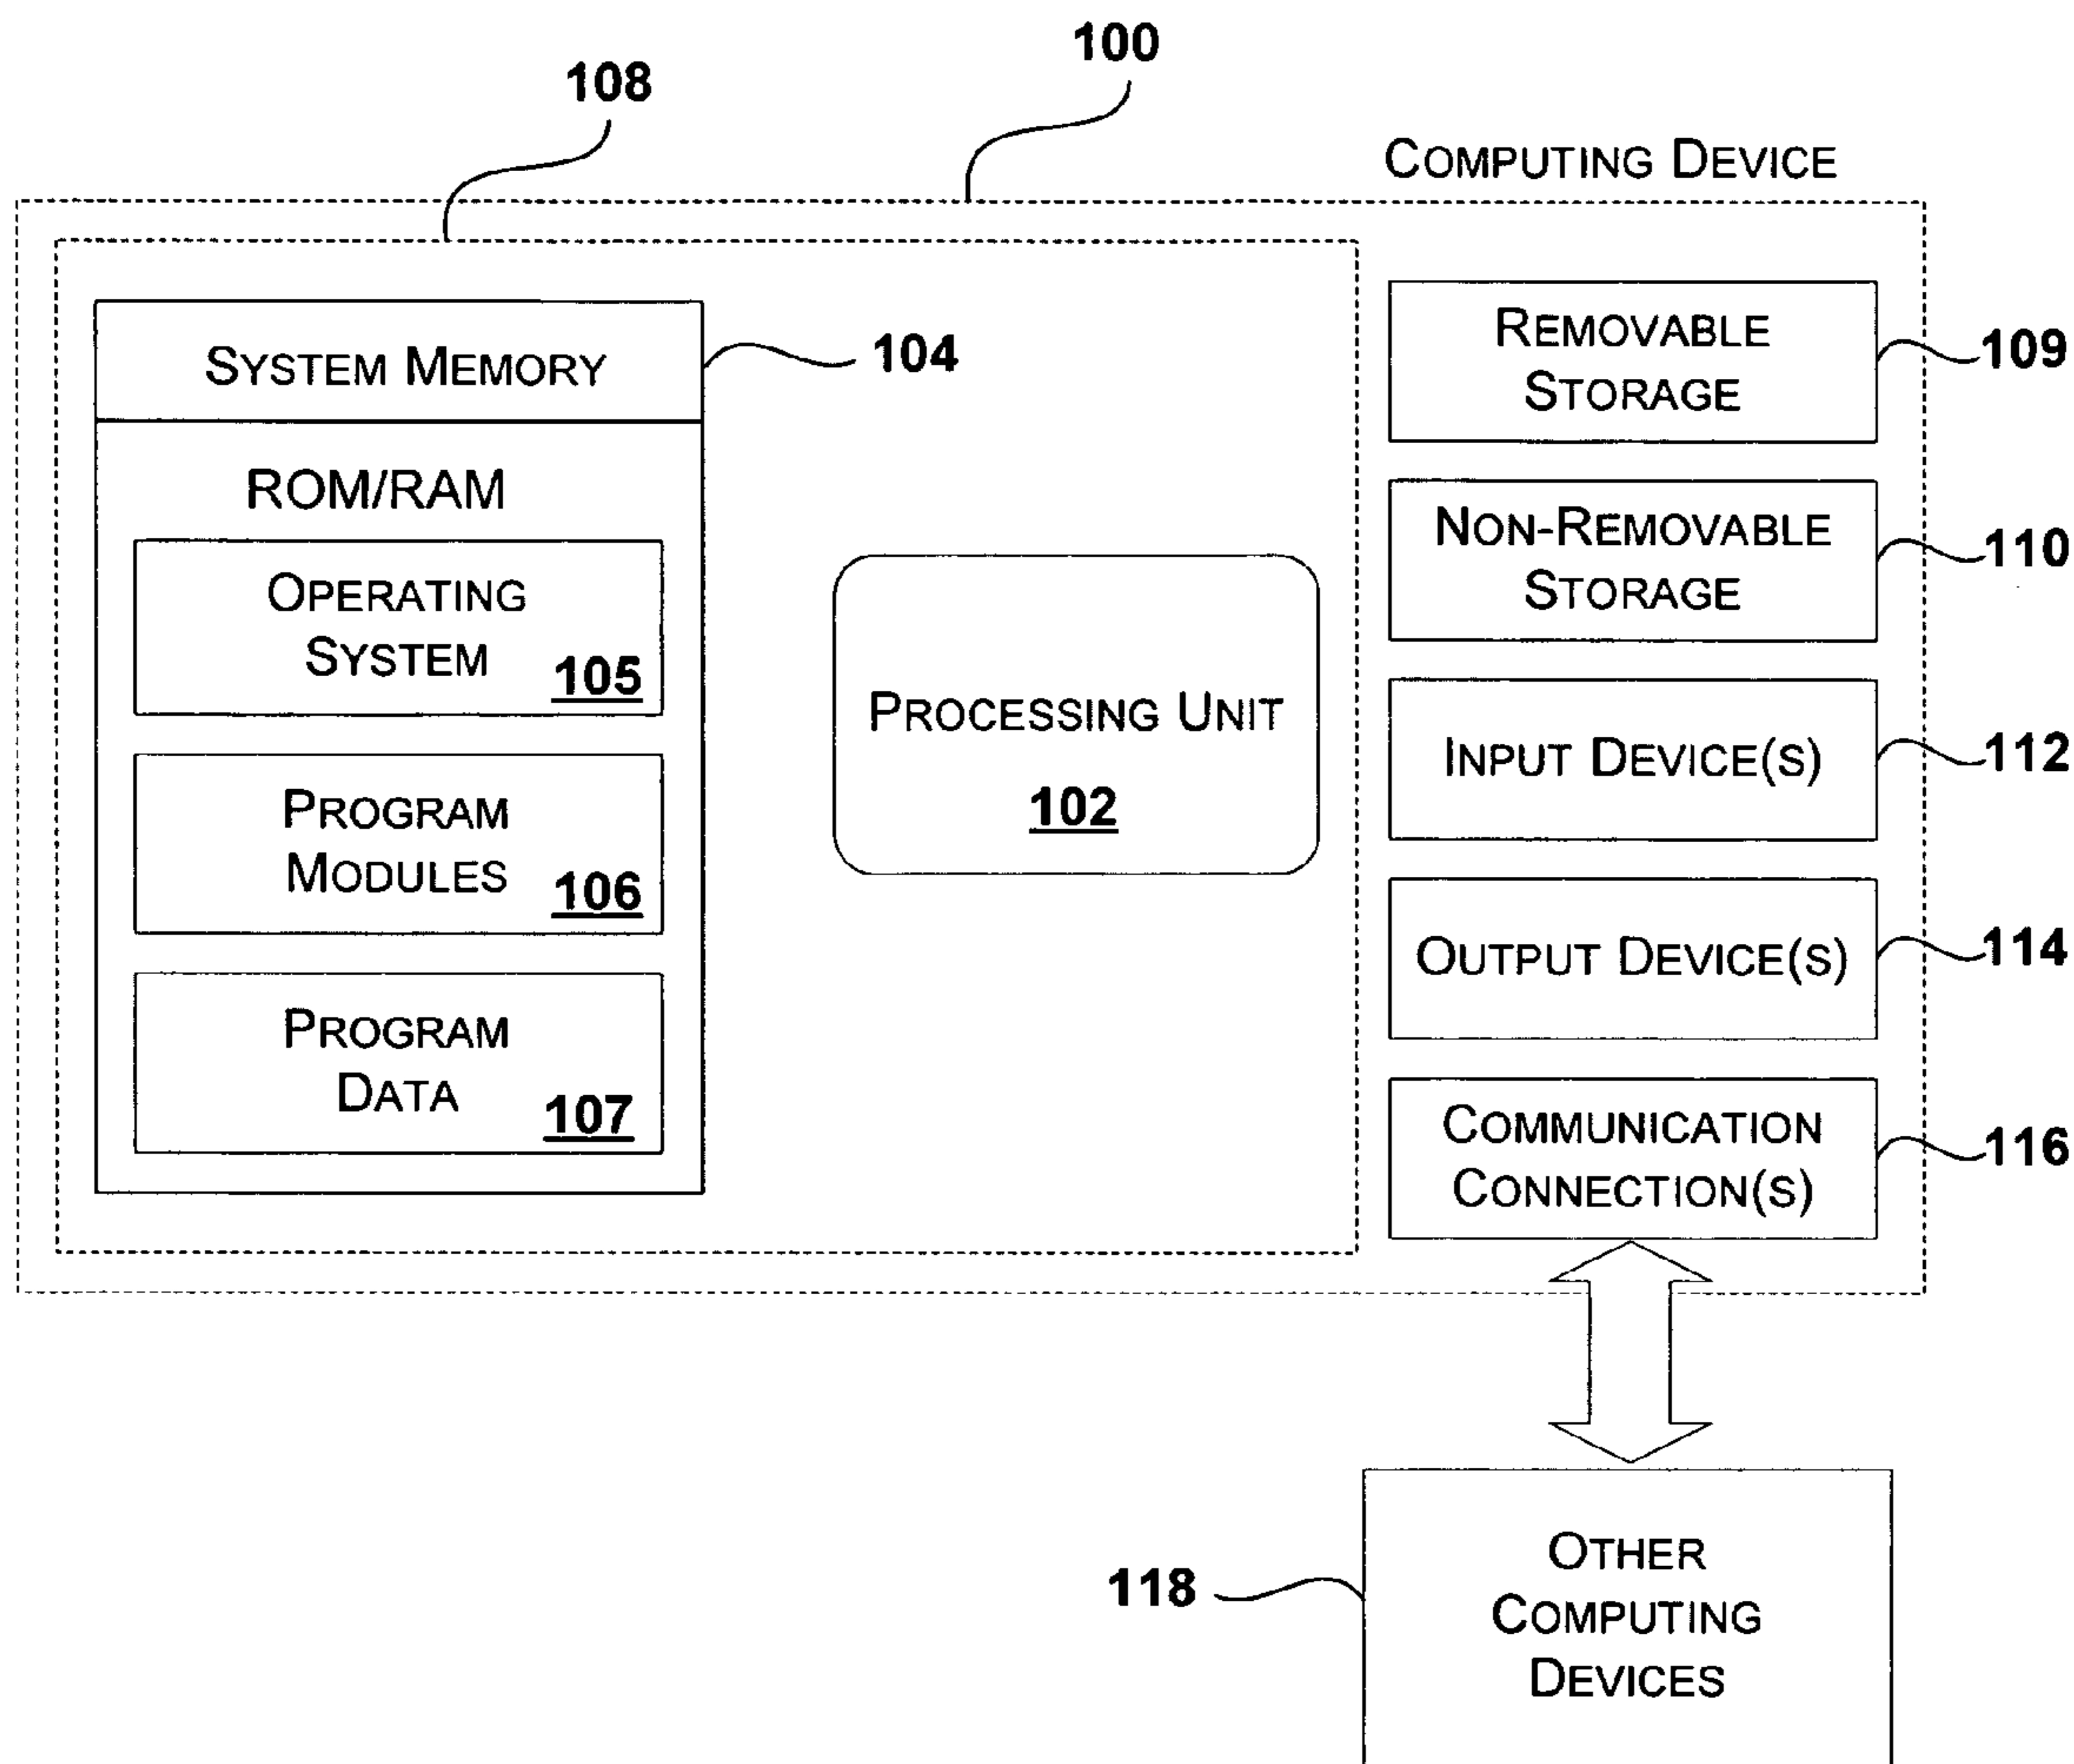 100
108
COMPUTING DEVICE
SYSTEM MEMORY
104
ROM/RAM
OPERATING
SYSTEM
105
PROGRAM
MODULES
106
PROGRAM
DATA
107
PROCESSING UNIT
102
REMOVABLE
STORAGE
109
NON-REMOVABLE
STORAGE
110
INPUT DEVICE(S)
112
OUTPUT DEVICE(S)
114
COMMUNICATION
CONNECTION(S)
116
118
OTHER
COMPUTING
DEVICES